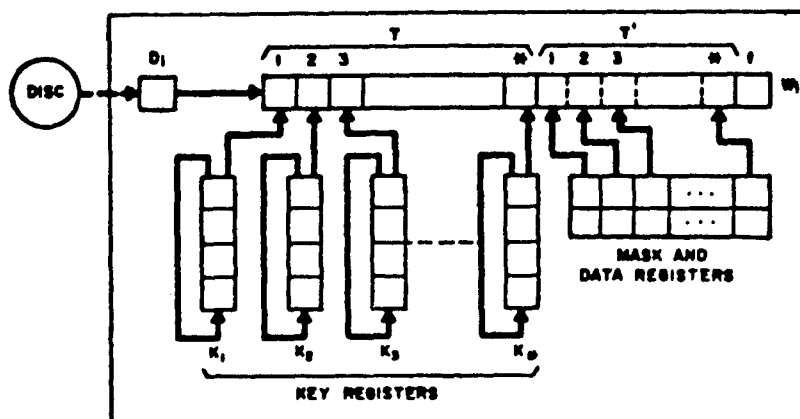 T T'
D₁ 1 2 3 1 2 3
DISC
...
...
MASK AND
DATA REGISTERS
K₁ K₂ K₃
KEY REGISTERS